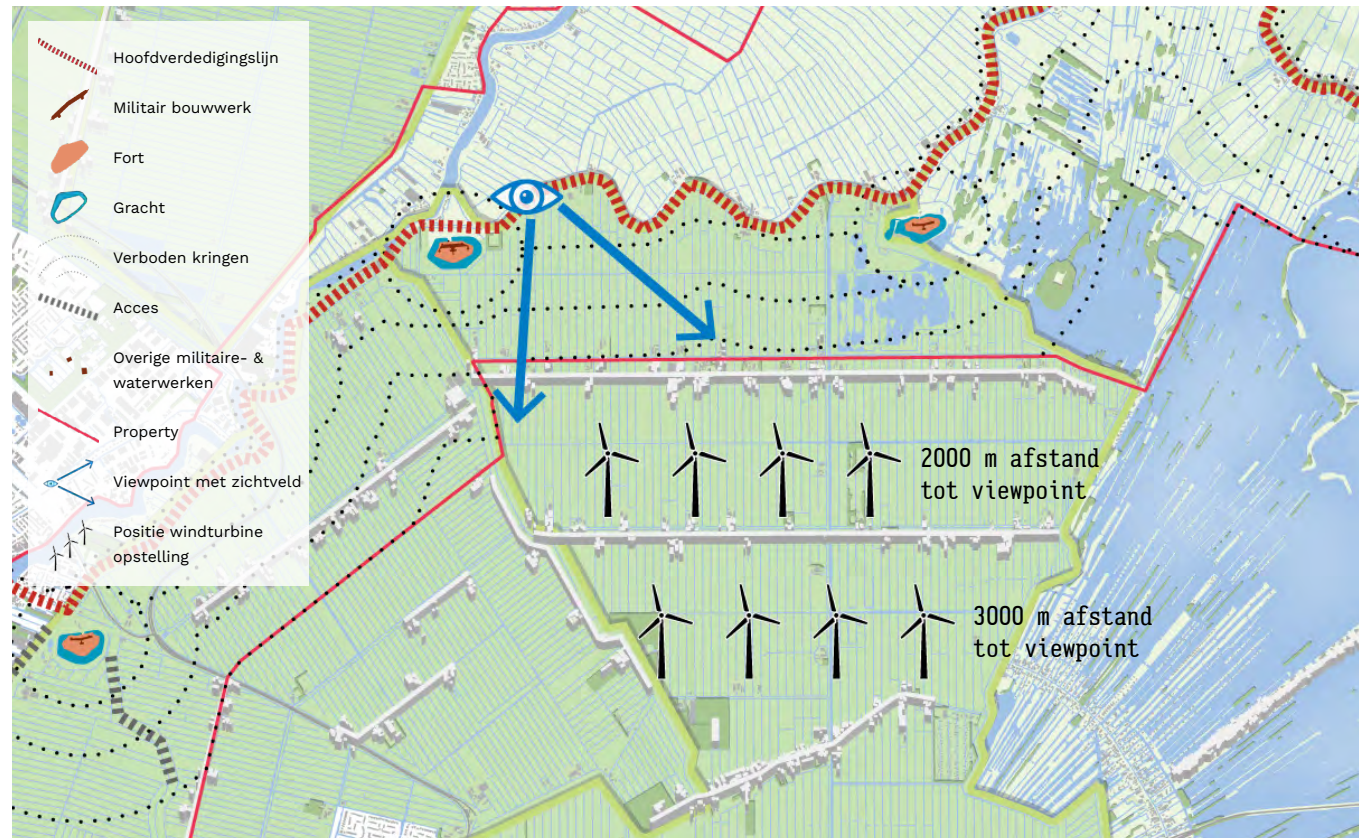 Hoofdverdedigingslijn
Militair bouwwerk
Fort
Gracht
Verboden kringen
Acces
Overige militaire- &
waterwerken
Property
Viewpoint met zichtveld
Positie windturbine
opstelling
2000 m afstand
tot viewpoint
3000 m afstand
tot viewpoint